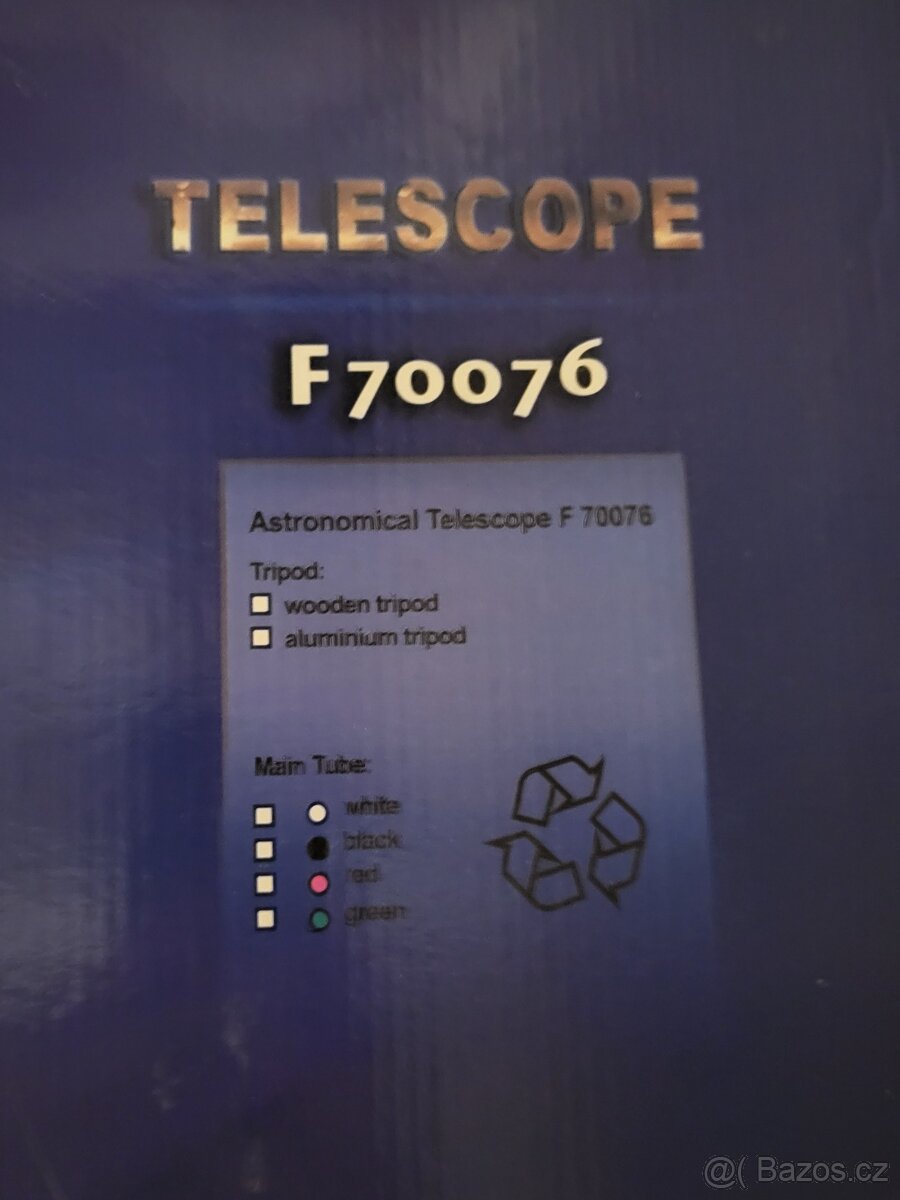 TELESCOPE
F 70076
Astronomical Telescope F 70076
Tripod:
wooden tripod
aluminium tripod
Main Tube:
white
black
red
green
@( Bazos.cz